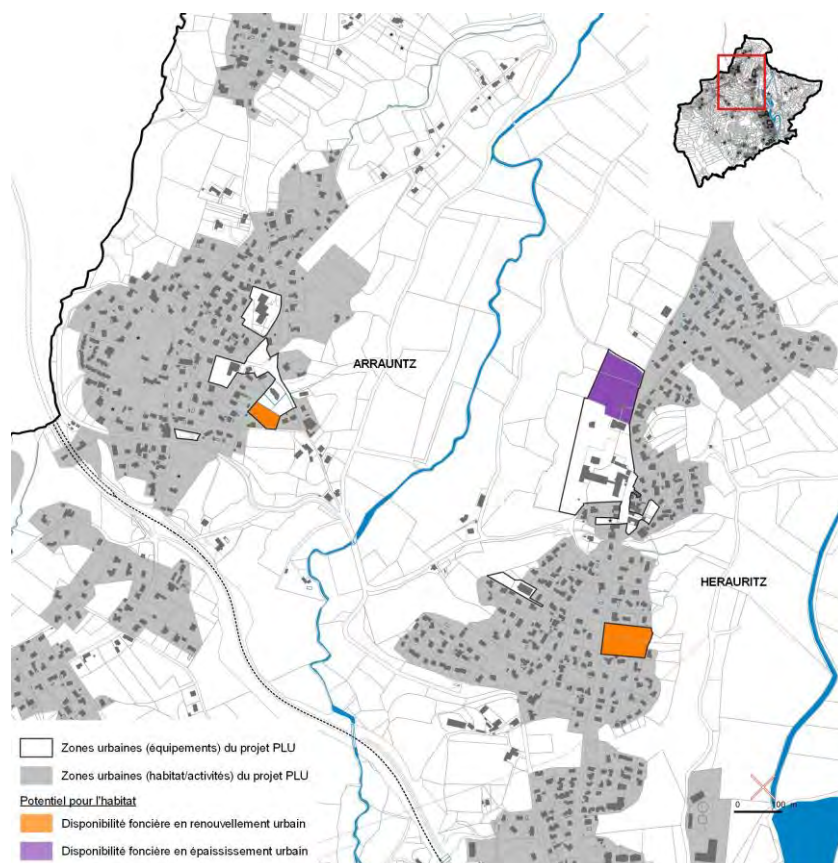 ARRAUNTZ
HERAURITZ
Zones urbaines (équipements) du projet PLU
Zones urbaines (habitat/activités) du projet PLU
Potentiel pour l'habitat
Disponibilité foncière en renouvellement urbain
Disponibilité foncière en épaississement urbain
0 100 m